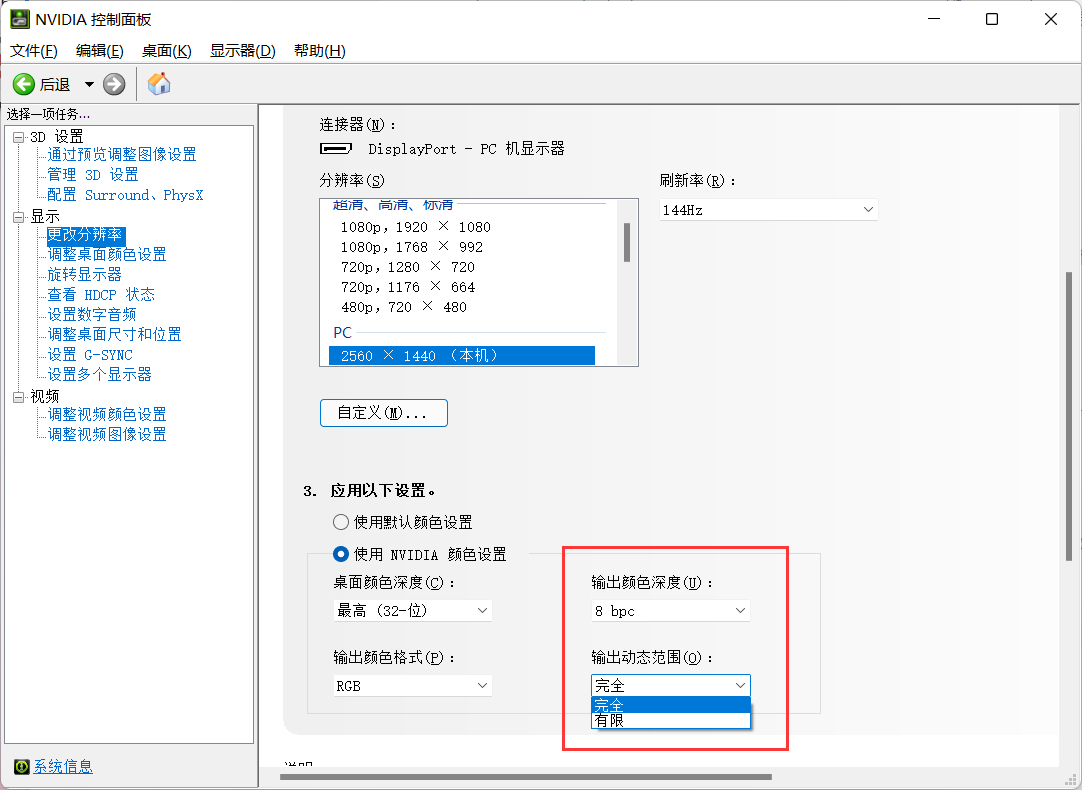 NVIDIA 控制面板
文件(F) 编辑(E) 桌面(K) 显示器(D) 帮助(H)
后退
选择一项任务...
3D 设置
通过预览调整图像设置
管理 3D 设置
配置 Surround、PhysX
显示
更改分辨率
调整桌面颜色设置
旋转显示器
查看 HDCP 状态
设置数字音频
调整桌面尺寸和位置
设置 G-SYNC
设置多个显示器
视频
调整视频颜色设置
调整视频图像设置
系统信息
连接器(N)：
DisplayPort - PC 机显示器
分辨率(S)
刷新率(R)：
超清、高清、标清
144Hz
1080p，1920 × 1080
1080p，1768 × 992
720p，1280 × 720
720p，1176 × 664
480p，720 × 480
PC
2560 × 1440 （本机）
自定义(M)...
3. 应用以下设置。
使用默认颜色设置
使用 NVIDIA 颜色设置
桌面颜色深度(C)：
输出颜色深度(U)：
最高（32-位）
8 bpc
输出颜色格式(P)：
输出动态范围(O)：
RGB
完全
完全
有限